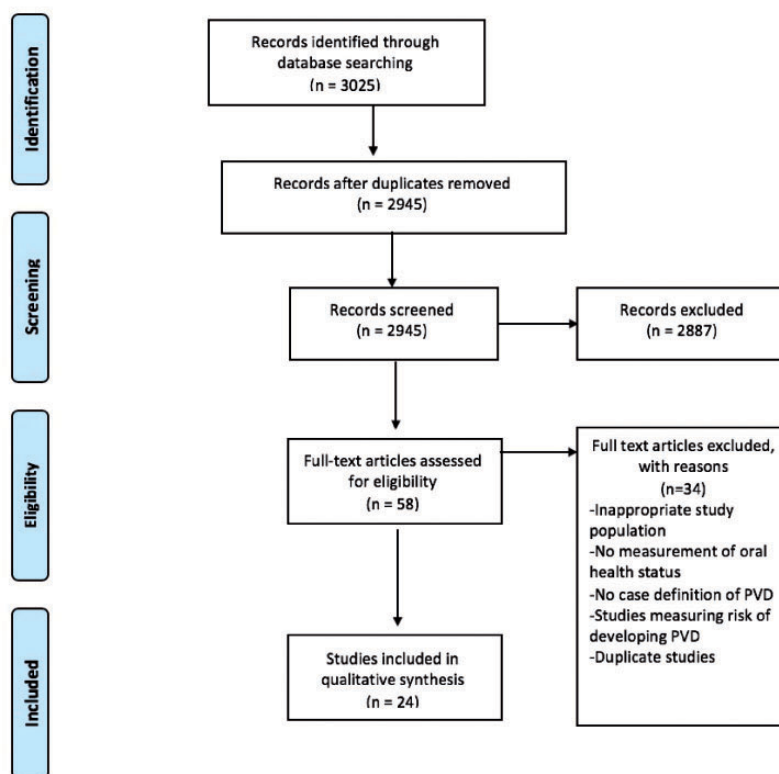 Identification
Records identified through
database searching
(n = 3025)
Records after duplicates removed
(n = 2945)
Screening
Records screened
(n = 2945)
Records excluded
(n = 2887)
Eligibility
Full-text articles assessed
for eligibility
(n = 58)
Full text articles excluded,
with reasons
(n=34)
-Inappropriate study
population
-No measurement of oral
health status
-No case definition of PVD
-Studies measuring risk of
developing PVD
-Duplicate studies
Included
Studies included in
qualitative synthesis
(n = 24)